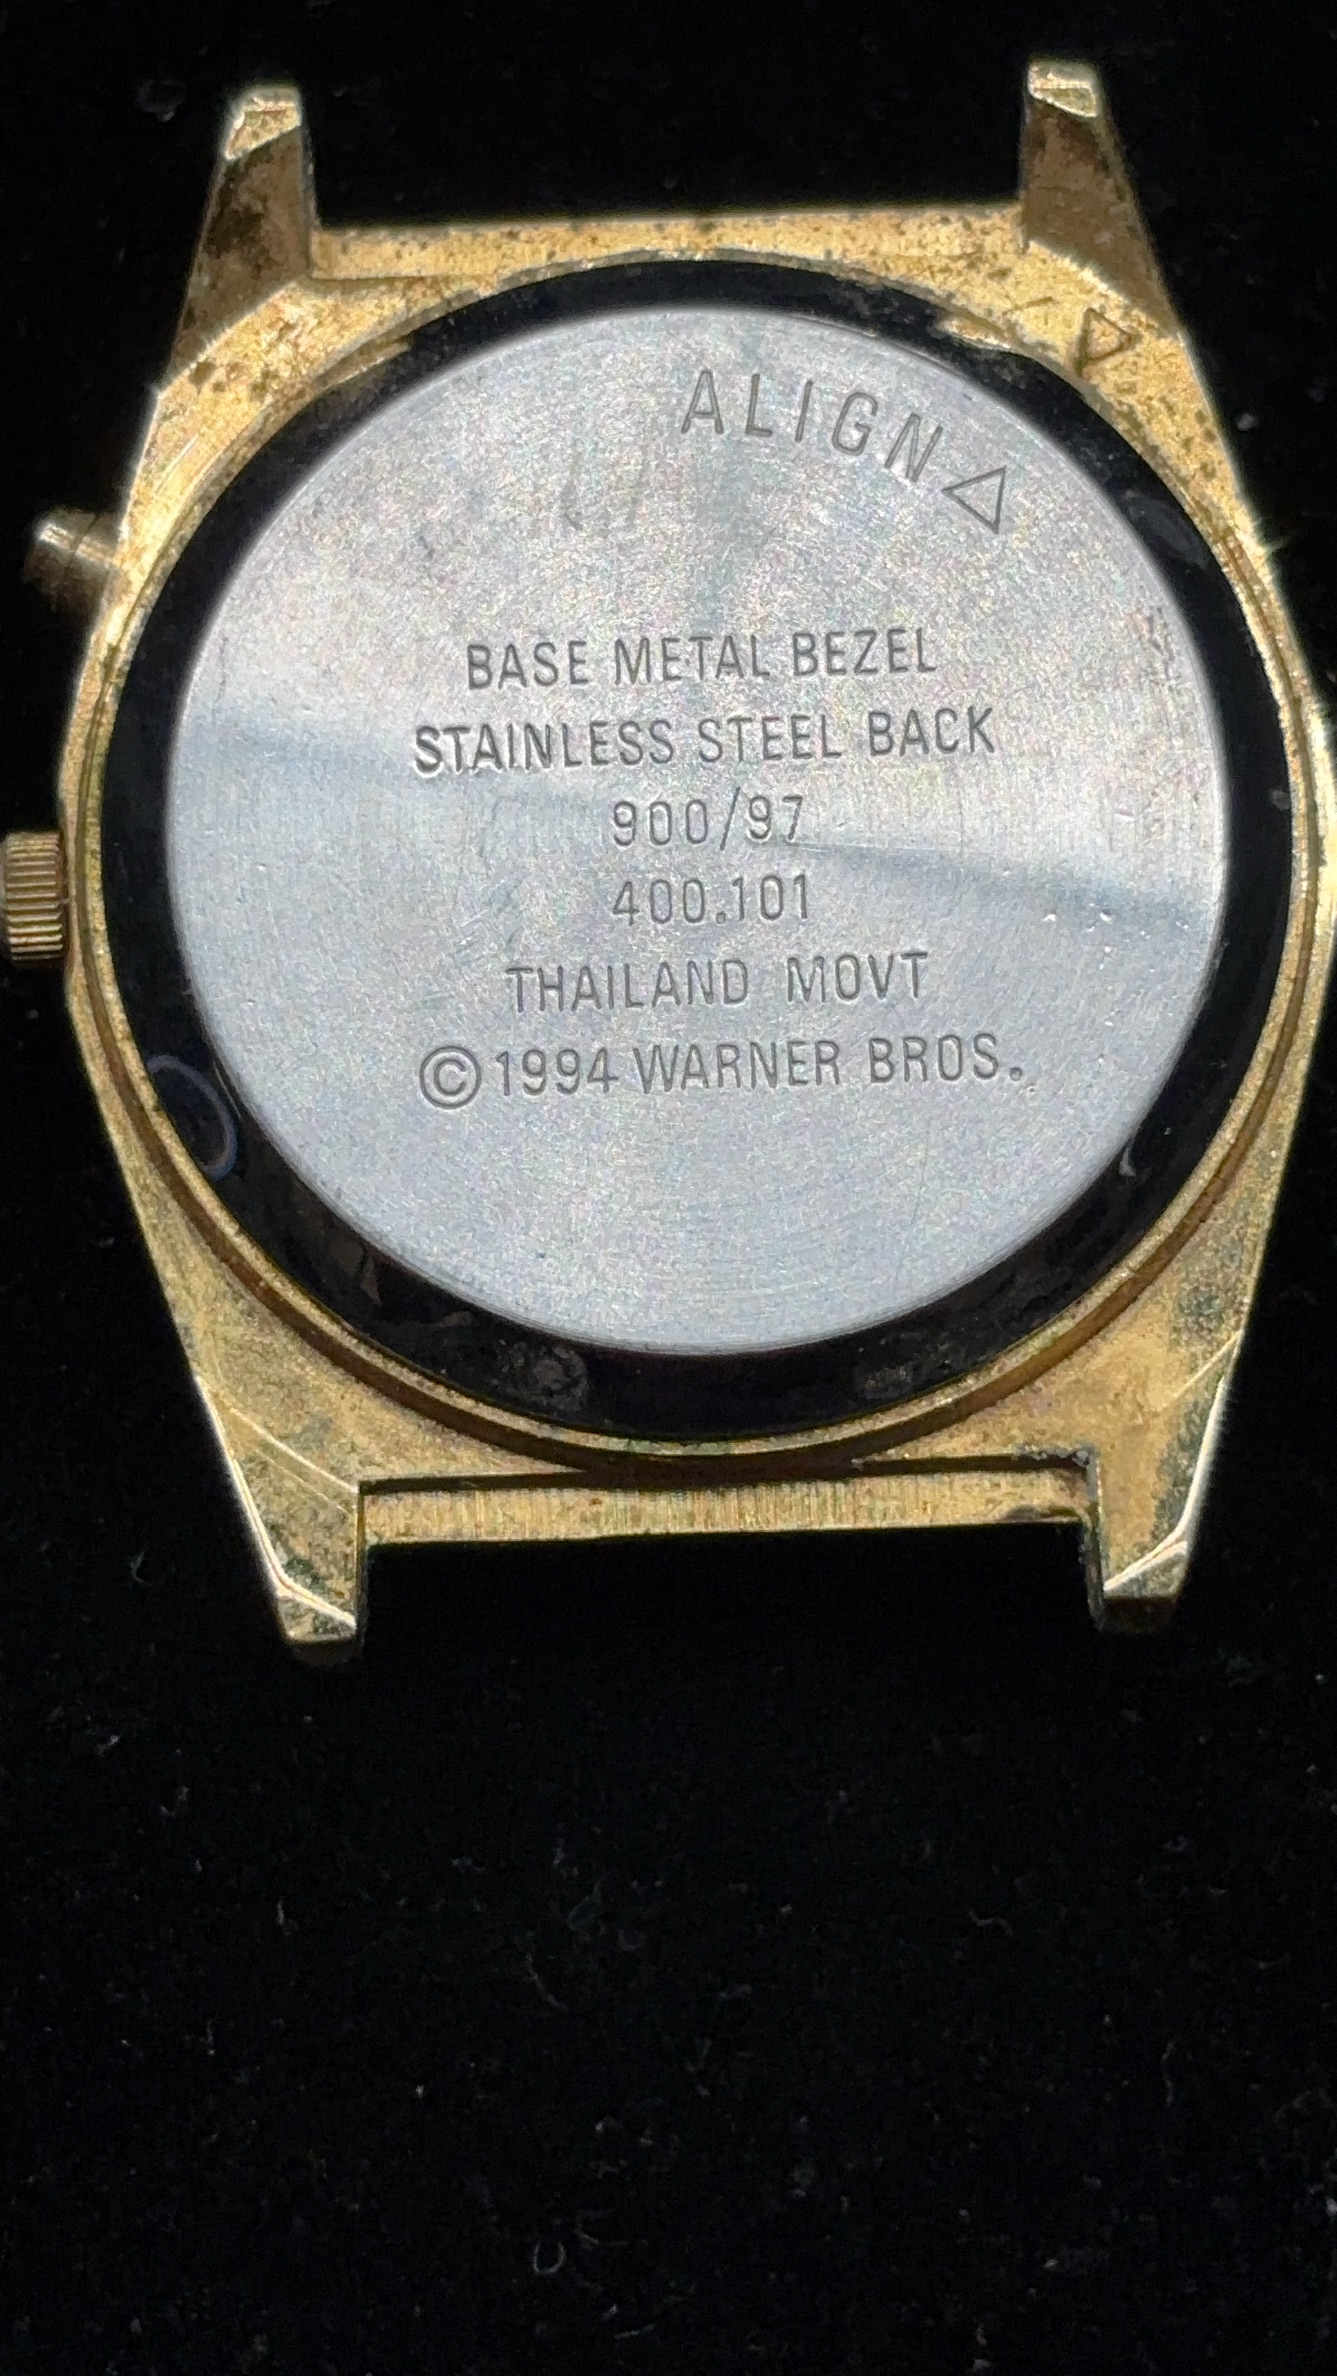 ALIGN
BASE METAL BEZEL
STAINLESS STEEL BACK
900/97
400.101
THAILAND MOVT
©1994 WARNER BROS.